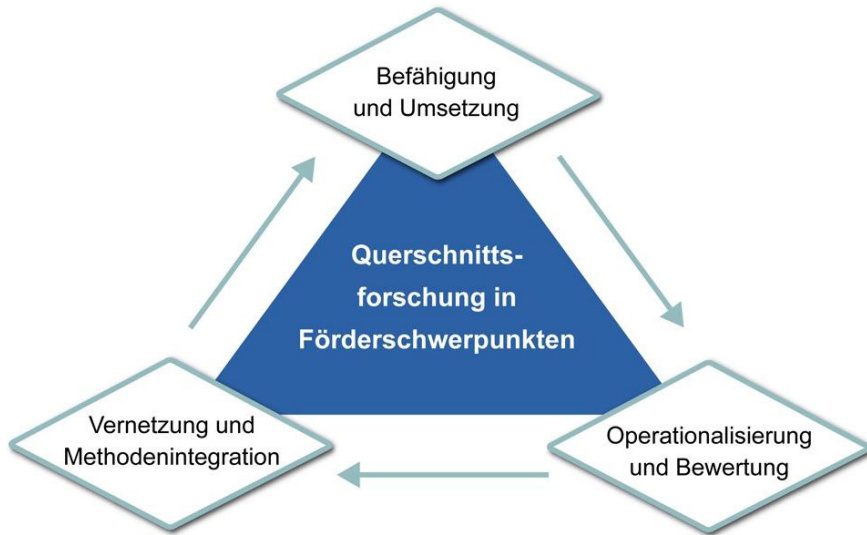 Befähigung
und Umsetzung
Querschnitts-
forschung in
Förderschwerpunkten
Vernetzung und
Methodenintegration
Operationalisierung
und Bewertung